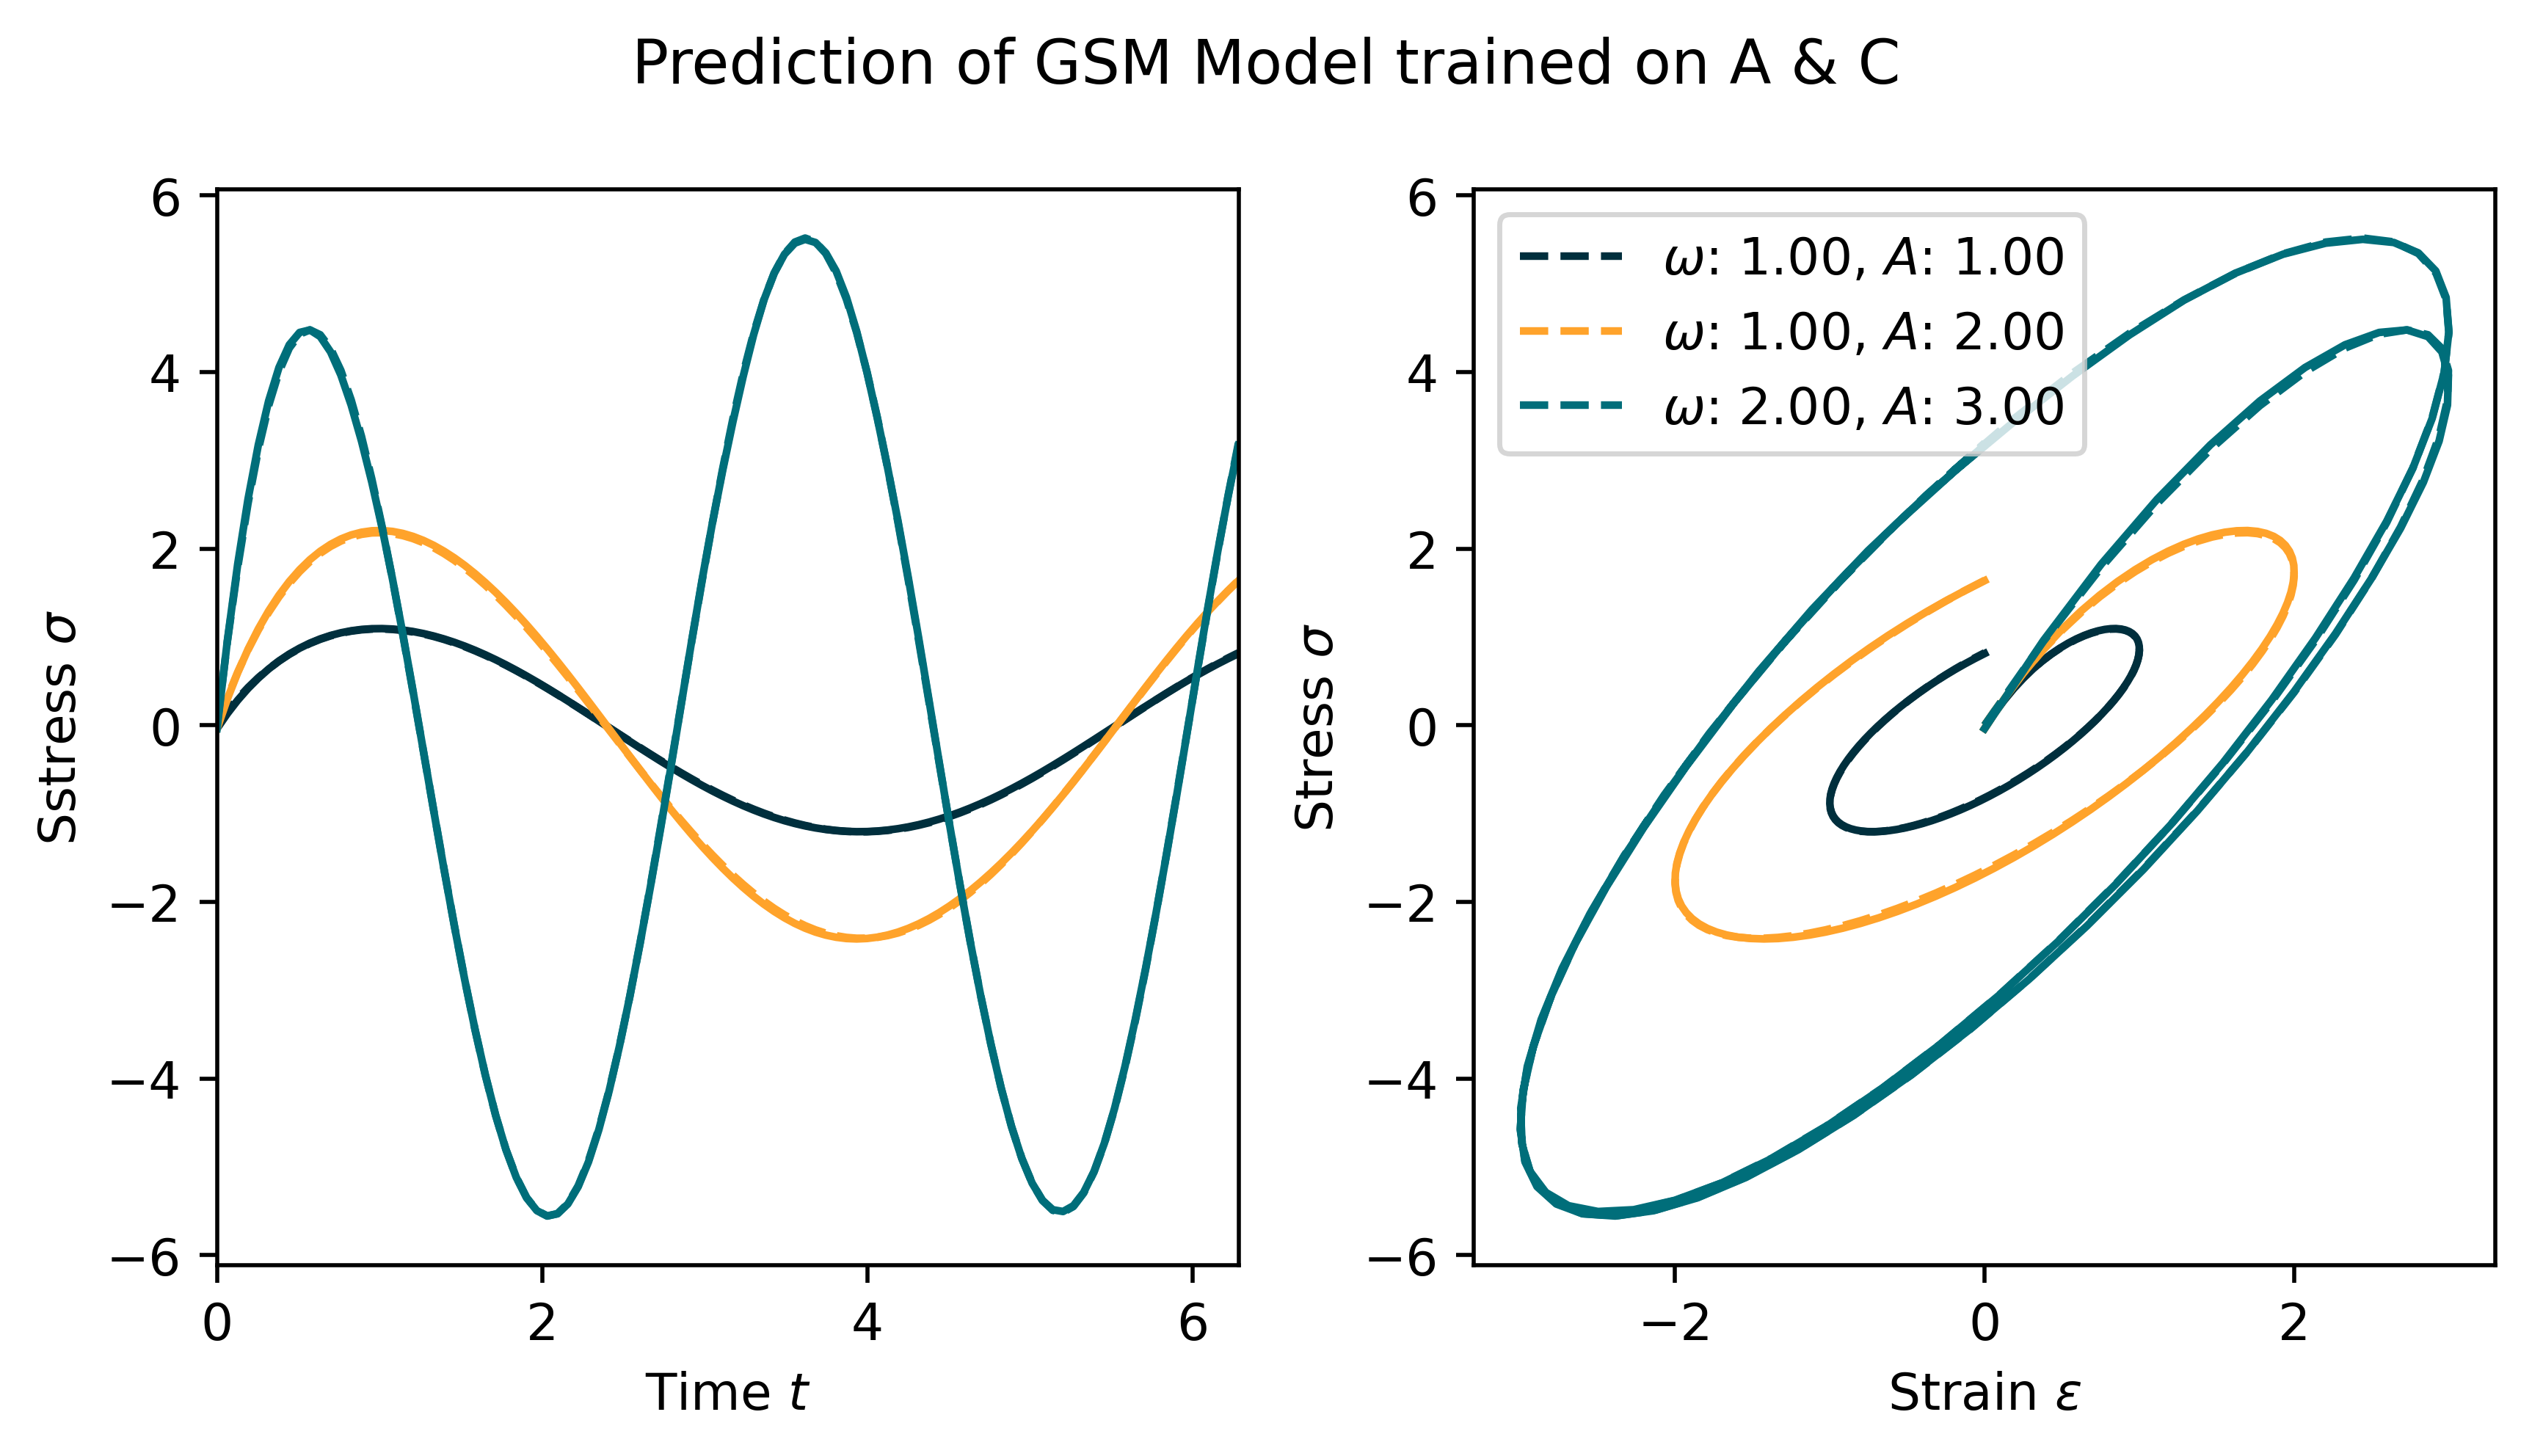 Prediction of GSM Model trained on A & C
6
4
2
0
−2
−4
−6
Sstress σ
0 2 4 6
Time t
6
4
2
0
−2
−4
−6
Stress σ
ω: 1.00, A: 1.00
ω: 1.00, A: 2.00
ω: 2.00, A: 3.00
−2 0 2
Strain ε